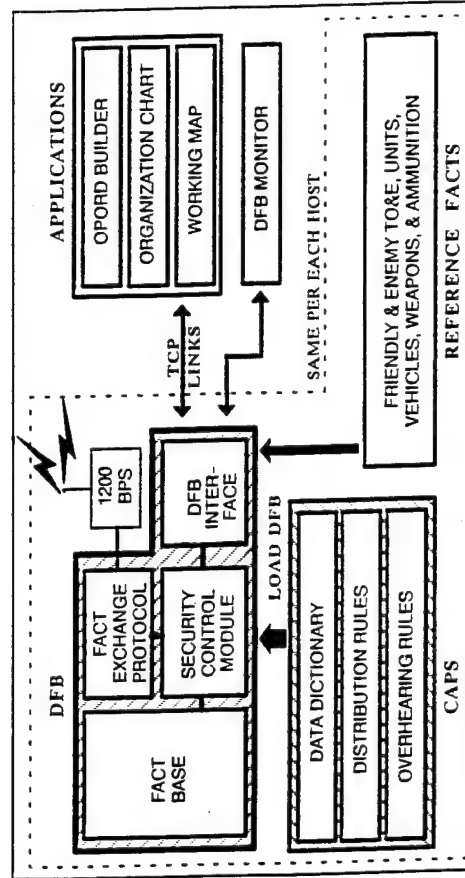 DFB
FACT
BASE
FACT
EXCHANGE
PROTOCOL
SECURITY
CONTROL
MODULE
DFB
INTER-
FACE
1200
BPS
TCP
LINKS
APPLICATIONS
OPORD BUILDER
ORGANIZATION CHART
WORKING MAP
DFB MONITOR
SAME PER EACH HOST
LOAD DFB
DATA DICTIONARY
DISTRIBUTION RULES
OVERHEARING RULES
CAPS
FRIENDLY & ENEMY TO&E, UNITS,
VEHICLES, WEAPONS, & AMMUNITION
REFERENCE FACTS